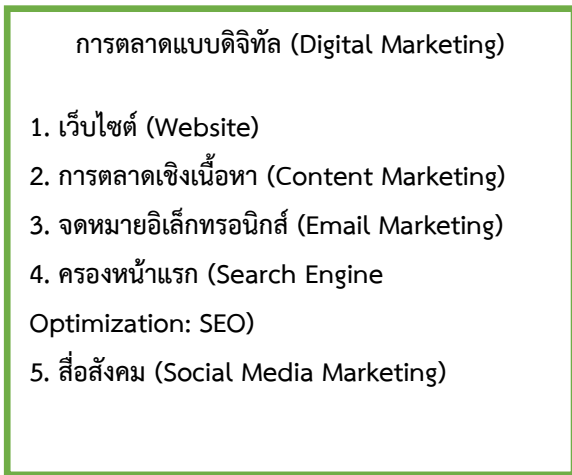 การตลาดแบบดิจิทัล (Digital Marketing)
1. เว็บไซต์ (Website)
2. การตลาดเชิงเนื้อหา (Content Marketing)
3. จดหมายอิเล็กทรอนิกส์ (Email Marketing)
4. ครองหน้าแรก (Search Engine
Optimization: SEO)
5. สื่อสังคม (Social Media Marketing)